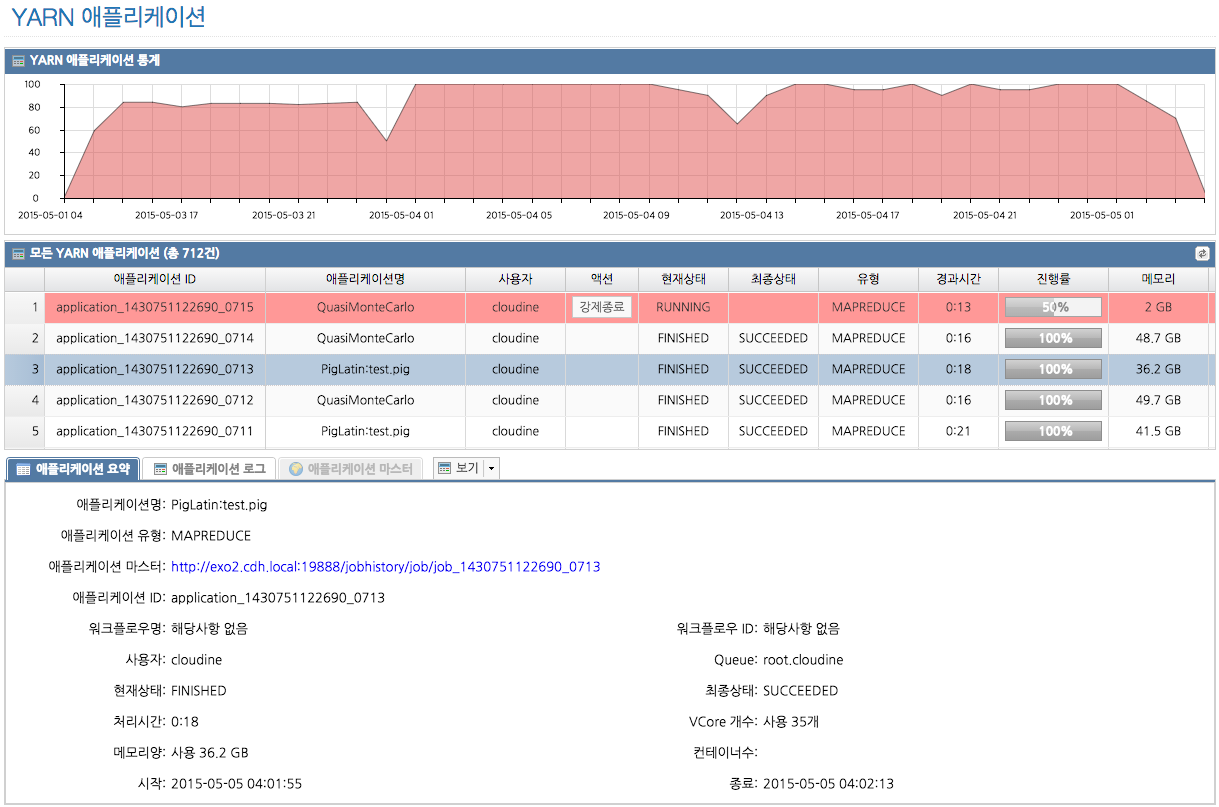 YARN 애플리케이션
YARN 애플리케이션 통계
100
80
60
40
20
0
2015-05-01 04 2015-05-03 17 2015-05-03 21 2015-05-04 01 2015-05-04 05 2015-05-04 09 2015-05-04 13 2015-05-04 17 2015-05-04 21 2015-05-05 01
모든 YARN 애플리케이션 (총 712건)
애플리케이션 ID 애플리케이션명 사용자 액션 현재상태 최종상태 유형 경과시간 진행률 메모리
1 application_1430751122690_0715 QuasiMonteCarlo cloudine 강제종료 RUNNING MAPREDUCE 0:13 50% 2 GB
2 application_1430751122690_0714 QuasiMonteCarlo cloudine FINISHED SUCCEEDED MAPREDUCE 0:16 100% 48.7 GB
3 application_1430751122690_0713 PigLatin:test.pig cloudine FINISHED SUCCEEDED MAPREDUCE 0:18 100% 36.2 GB
4 application_1430751122690_0712 QuasiMonteCarlo cloudine FINISHED SUCCEEDED MAPREDUCE 0:16 100% 49.7 GB
5 application_1430751122690_0711 PigLatin:test.pig cloudine FINISHED SUCCEEDED MAPREDUCE 0:21 100% 41.5 GB
애플리케이션 요약 애플리케이션 로그 애플리케이션 마스터 보기
애플리케이션명: PigLatin:test.pig
애플리케이션 유형: MAPREDUCE
애플리케이션 마스터: http://exo2.cdh.local:19888/jobhistory/job/job_1430751122690_0713
애플리케이션 ID: application_1430751122690_0713
워크플로우명: 해당사항 없음 워크플로우 ID: 해당사항 없음
사용자: cloudine Queue: root.cloudine
현재상태: FINISHED 최종상태: SUCCEEDED
처리시간: 0:18 VCore 개수: 사용 35개
메모리양: 사용 36.2 GB 컨테이너수:
시작: 2015-05-05 04:01:55 종료: 2015-05-05 04:02:13